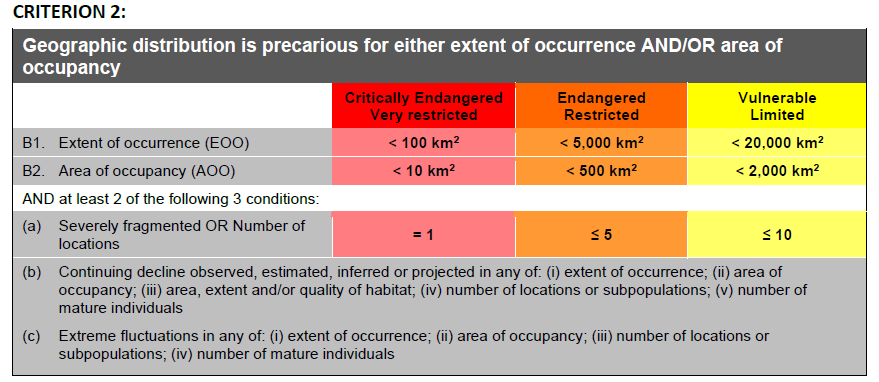 CRITERION 2:
Geographic distribution is precarious for either extent of occurrence AND/OR area of
occupancy
Critically Endangered
Very restricted
Endangered
Restricted
Vulnerable
Limited
B1. Extent of occurrence (EOO) < 100 km² < 5,000 km² < 20,000 km²
B2. Area of occupancy (AOO) < 10 km² < 500 km² < 2,000 km²
AND at least 2 of the following 3 conditions:
(a) Severely fragmented OR Number of
locations
= 1 ≤ 5 ≤ 10
(b) Continuing decline observed, estimated, inferred or projected in any of: (i) extent of occurrence; (ii) area of
occupancy; (iii) area, extent and/or quality of habitat; (iv) number of locations or subpopulations; (v) number of
mature individuals
(c) Extreme fluctuations in any of: (i) extent of occurrence; (ii) area of occupancy; (iii) number of locations or
subpopulations; (iv) number of mature individuals